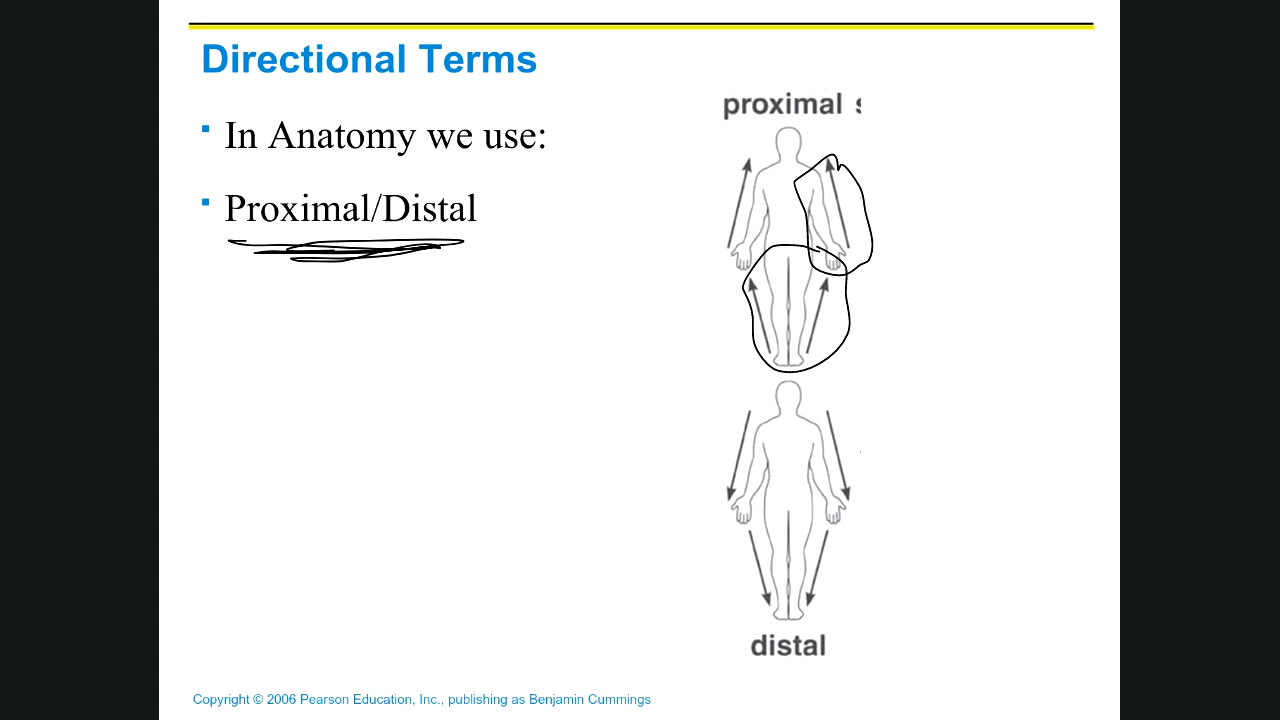 Directional Terms
In Anatomy we use:
Proximal/Distal
proximal
distal
Copyright © 2006 Pearson Education, Inc., publishing as Benjamin Cummings